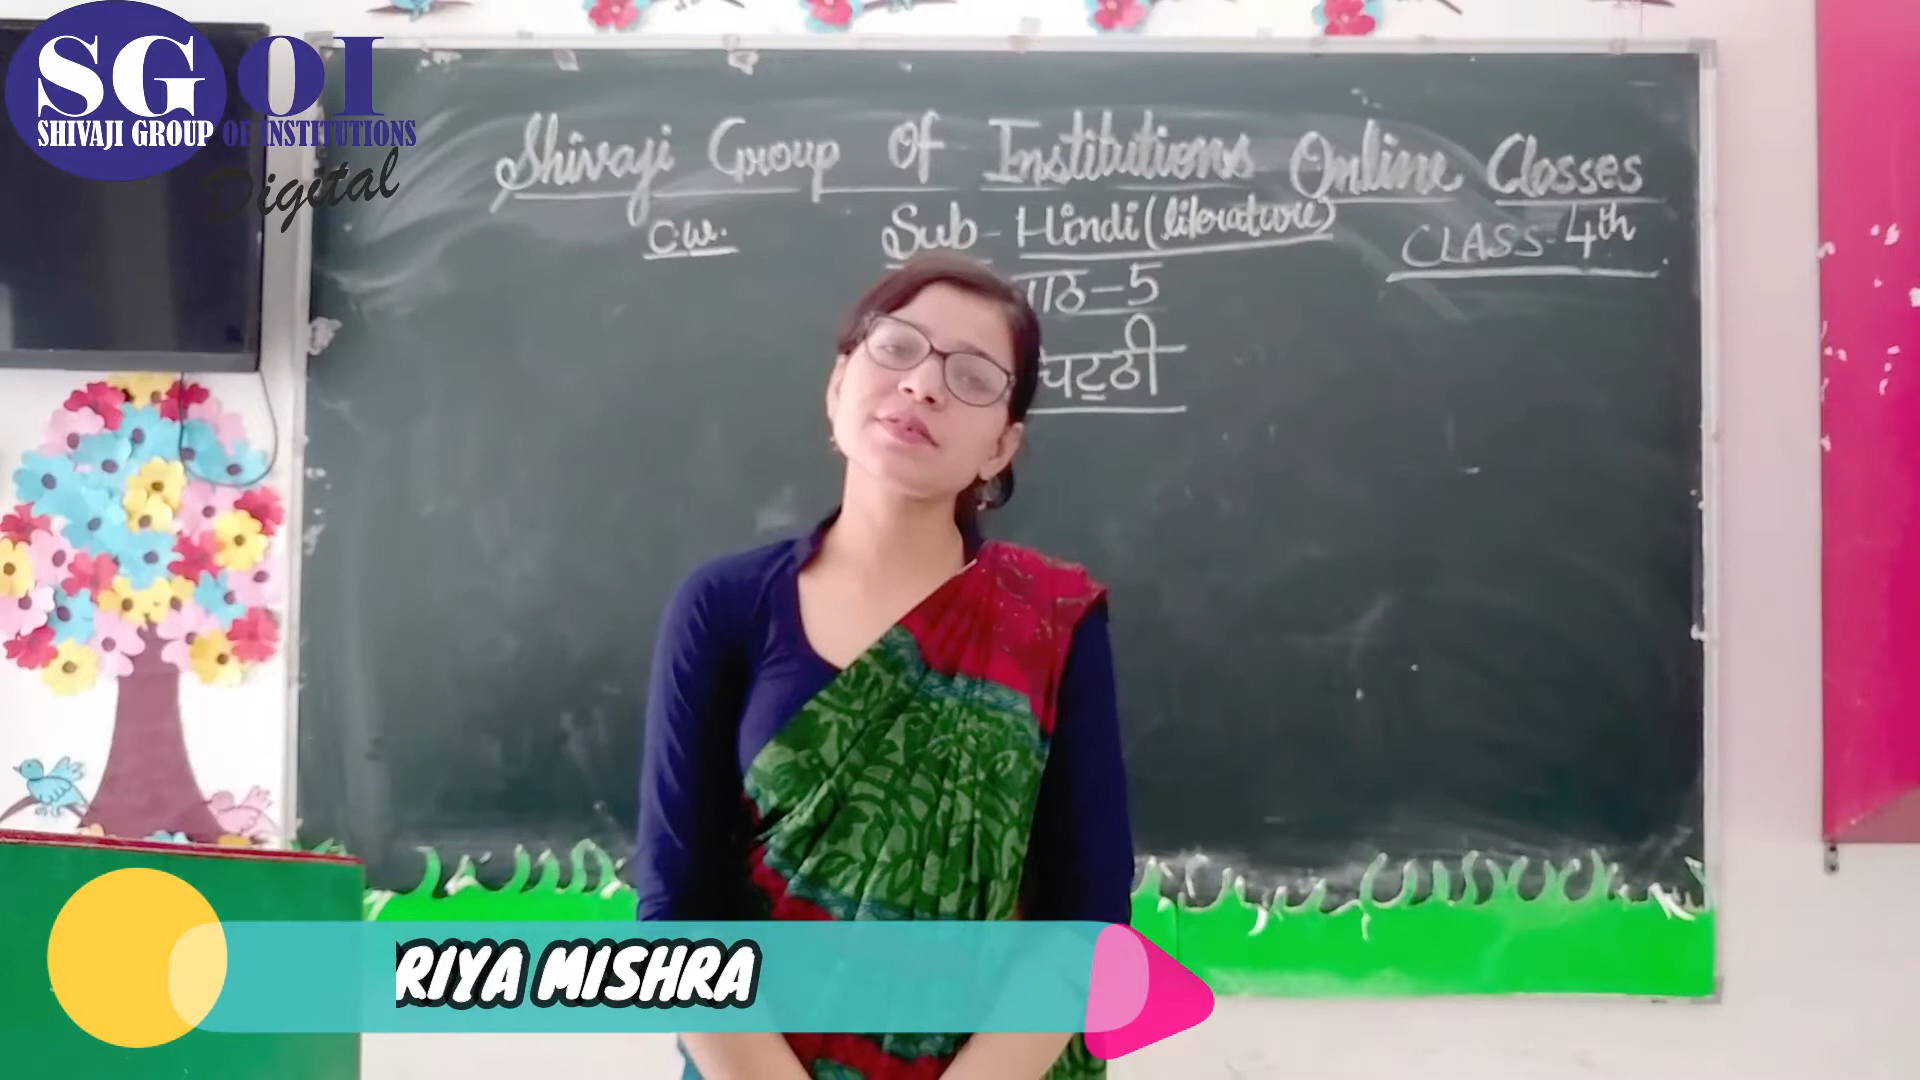 SGOI
SHIVAJI GROUP OF INSTITUTIONS
Digital
Shivaji Group Of Institutions Online Classes
C.W.
Sub - Hindi (literature)
CLASS - 4th
5
RIYA MISHRA